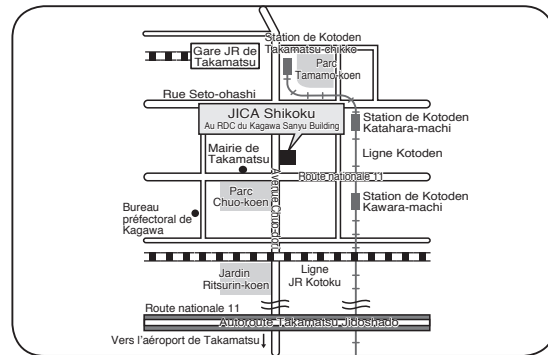 Station de Kotoden
Takamatsu-chikko
Gare JR de
Takamatsu
Parc
Tamamo-koen
Rue Seto-ohashi
JICA Shikoku
Au RDC du Kagawa Sanyu Building
Station de Kotoden
Katahara-machi
Mairie de
Takamatsu
Ligne Kotoden
Route nationale 11
Parc
Chuo-koen
Avenue Chuo-dori
Station de Kotoden
Kawara-machi
Bureau
préfectoral de
Kagawa
Jardin
Ritsurin-koen
Ligne
JR Kotoku
Route nationale 11
Autoroute Takamatsu Jidoshado
Vers l'aéroport de Takamatsu